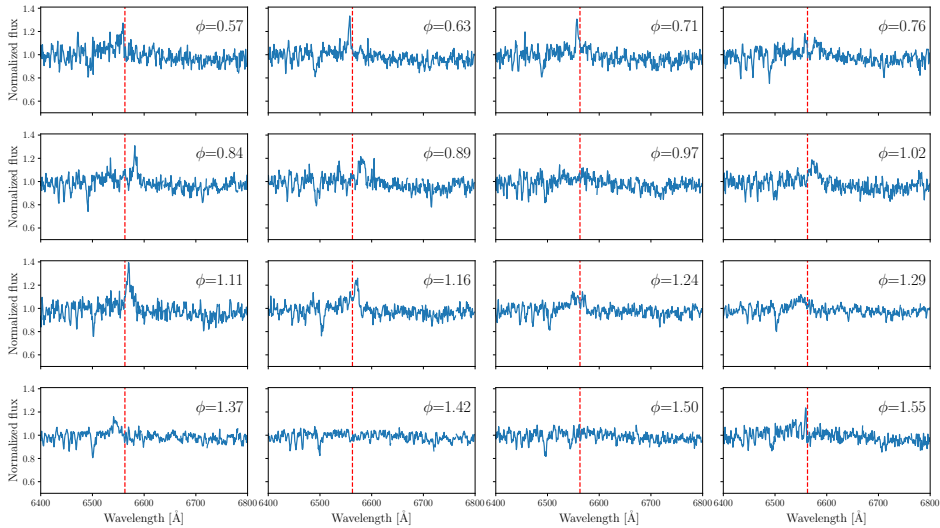 1.4
1.2
1.0
0.8
0.6
Normalized flux
ϕ=0.57
ϕ=0.63
ϕ=0.71
ϕ=0.76
1.4
1.2
1.0
0.8
0.6
Normalized flux
ϕ=0.84
ϕ=0.89
ϕ=0.97
ϕ=1.02
1.4
1.2
1.0
0.8
0.6
Normalized flux
ϕ=1.11
ϕ=1.16
ϕ=1.24
ϕ=1.29
1.4
1.2
1.0
0.8
0.6
Normalized flux
ϕ=1.37
ϕ=1.42
ϕ=1.50
ϕ=1.55
6400 6500 6600 6700 6800
6400 6500 6600 6700 6800
6400 6500 6600 6700 6800
6400 6500 6600 6700 6800
Wavelength [Å]
Wavelength [Å]
Wavelength [Å]
Wavelength [Å]